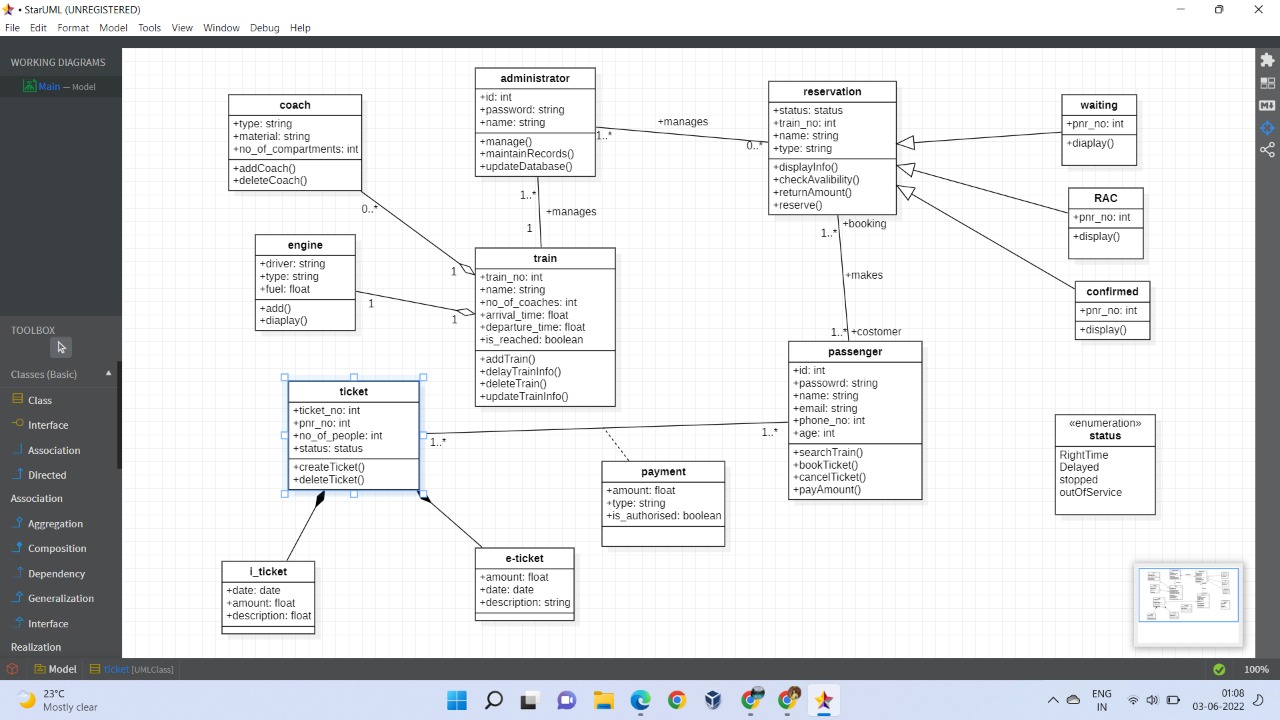 • StarUML (UNREGISTERED)
File Edit Format Model Tools View Window Debug Help
WORKING DIAGRAMS
Main — Model
TOOLBOX
Classes (Basic)
Class
Interface
Association
Directed
Association
Aggregation
Composition
Dependency
Generalization
Interface
Realization
coach
+type: string
+material: string
+no_of_compartments: int
+addCoach()
+deleteCoach()
0..*
1
engine
+driver: string
+type: string
+fuel: float
+add()
+diaplay()
1
1
administrator
+id: int
+password: string
+name: string
+manage()
+maintainRecords()
+updateDatabase()
1..*
+manages
0..*
1..*
+manages
1
train
+train_no: int
+name: string
+no_of_coaches: int
+arrival_time: float
+departure_time: float
+is_reached: boolean
+addTrain()
+delayTrainInfo()
+deleteTrain()
+updateTrainInfo()
reservation
+status: status
+train_no: int
+name: string
+type: string
+displayInfo()
+checkAvalibility()
+returnAmount()
+reserve()
+booking
1..*
+makes
1..* +costomer
waiting
+pnr_no: int
+diaplay()
RAC
+pnr_no: int
+display()
confirmed
+pnr_no: int
+display()
passenger
+id: int
+passowrd: string
+name: string
+email: string
+phone_no: int
+age: int
+searchTrain()
+bookTicket()
+cancelTicket()
+payAmount()
ticket
+ticket_no: int
+pnr_no: int
+no_of_people: int
+status: status
+createTicket()
+deleteTicket()
1..*
1..*
payment
+amount: float
+type: string
+is_authorised: boolean
«enumeration»
status
RightTime
Delayed
stopped
outOfService
i_ticket
+date: date
+amount: float
+description: float
e-ticket
+amount: float
+date: date
+description: string
Model ticket [UMLClass]
100%
23°C
Mostly clear
ENG
IN
01:08
03-06-2022